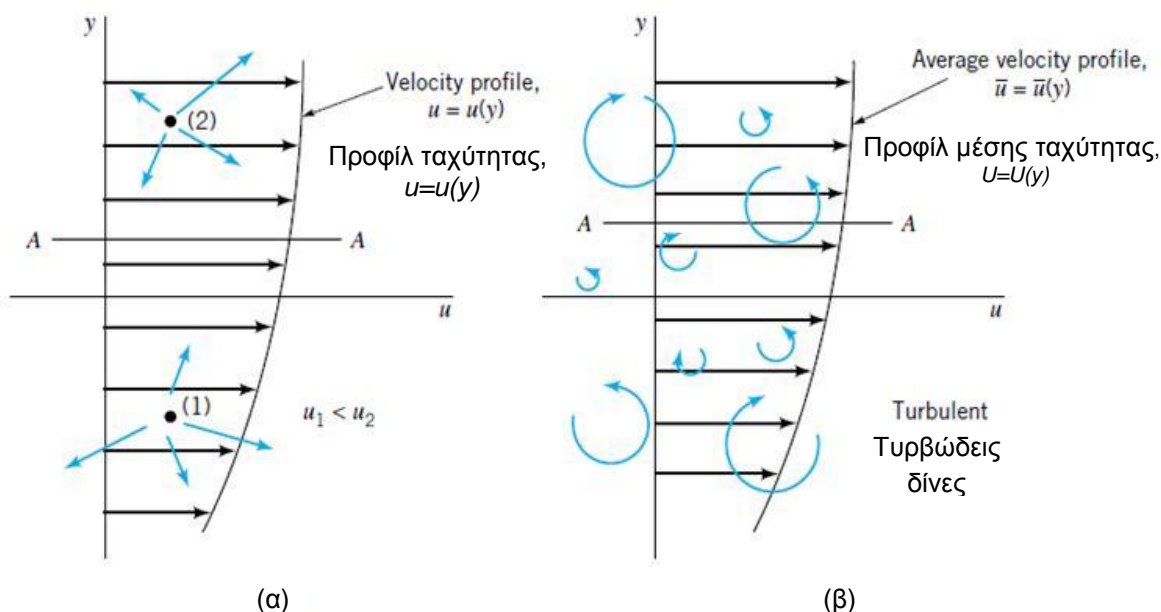 y
Velocity profile,
u = u(y)
(2)
Προφίλ ταχύτητας,
u=u(y)
A
A
u
(1)
u₁ < u₂
(α)
y
Average velocity profile,
u̅ = u̅(y)
Προφίλ μέσης ταχύτητας,
U=U(y)
A
A
u
Turbulent
Τυρβώδεις
δίνες
(β)